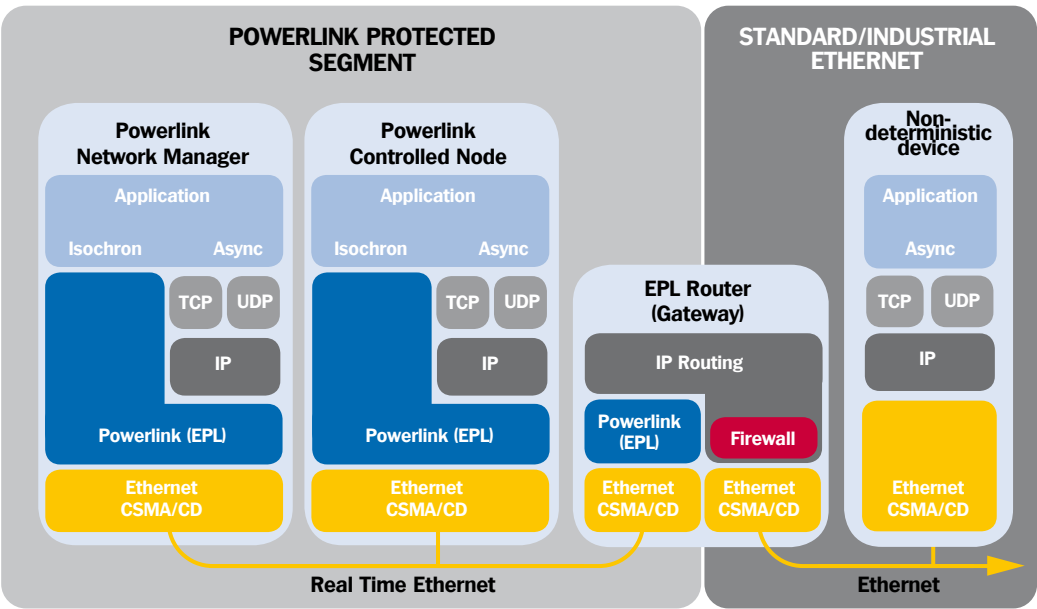 POWERLINK PROTECTED
SEGMENT
STANDARD/INDUSTRIAL
ETHERNET
Powerlink
Network Manager
Application
Isochron Async
TCP UDP
IP
Powerlink (EPL)
Ethernet
CSMA/CD
Powerlink
Controlled Node
Application
Isochron Async
TCP UDP
IP
Powerlink (EPL)
Ethernet
CSMA/CD
EPL Router
(Gateway)
IP Routing
Powerlink
(EPL)
Firewall
Ethernet
CSMA/CD
Ethernet
CSMA/CD
Non-
deterministic
device
Application
Async
TCP UDP
IP
Ethernet
CSMA/CD
Real Time Ethernet
Ethernet